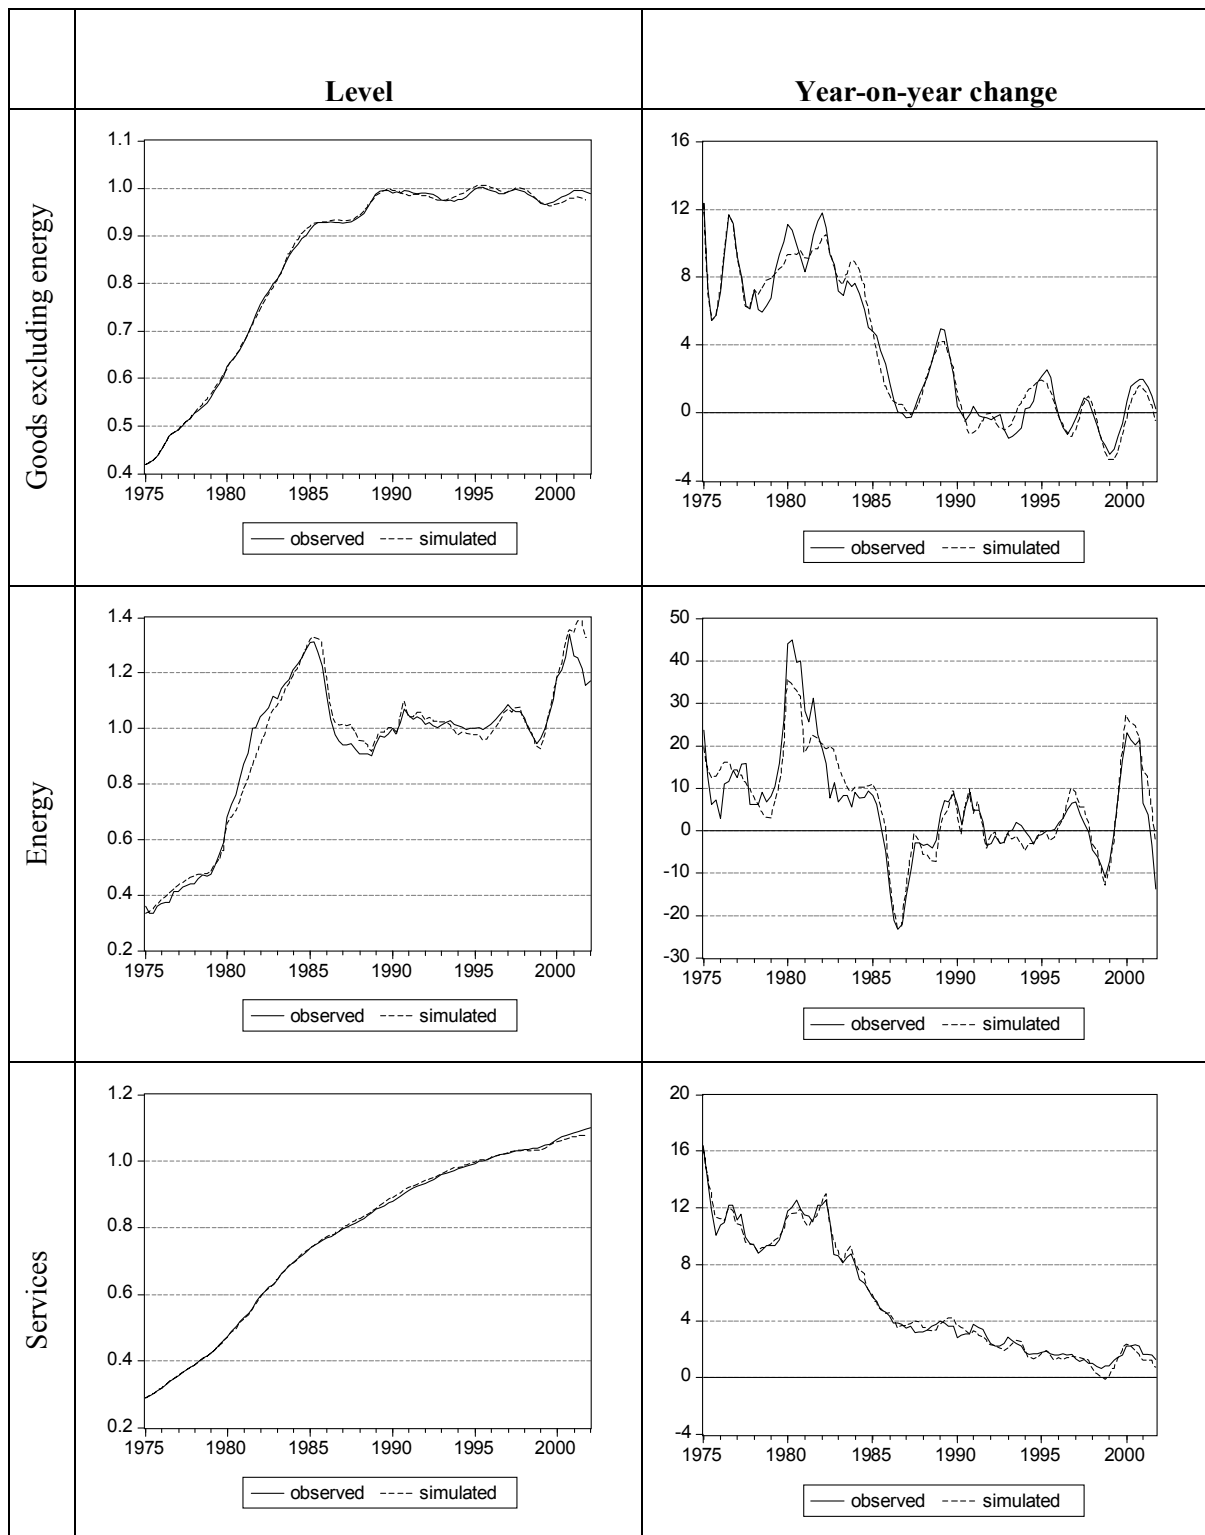 Level
Year-on-year change
Goods excluding energy
1.1
1.0
0.9
0.8
0.7
0.6
0.5
0.4
1975 1980 1985 1990 1995 2000
observed simulated
16
12
8
4
0
-4
1975 1980 1985 1990 1995 2000
observed simulated
Energy
1.4
1.2
1.0
0.8
0.6
0.4
0.2
1975 1980 1985 1990 1995 2000
observed simulated
50
40
30
20
10
0
-10
-20
-30
1975 1980 1985 1990 1995 2000
observed simulated
Services
1.2
1.0
0.8
0.6
0.4
0.2
1975 1980 1985 1990 1995 2000
observed simulated
20
16
12
8
4
0
-4
1975 1980 1985 1990 1995 2000
observed simulated